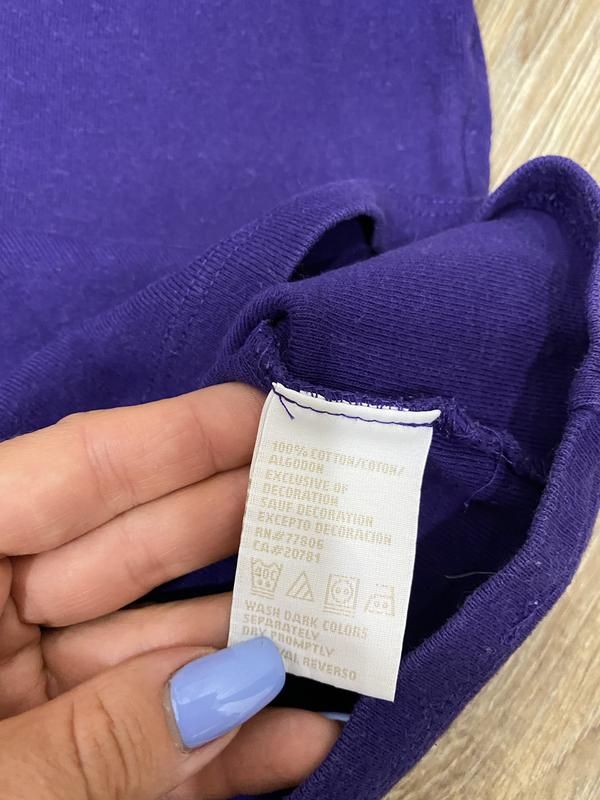 100% COTTON/COTON/
ALGODON
EXCLUSIVE OF
DECORATION
SAUF DECORATION
EXCEPTO DECORACION
RN#77806
CA#20781
40C
WASH DARK COLORS
SEPARATELY
DRY PROMPTLY
REVERSO